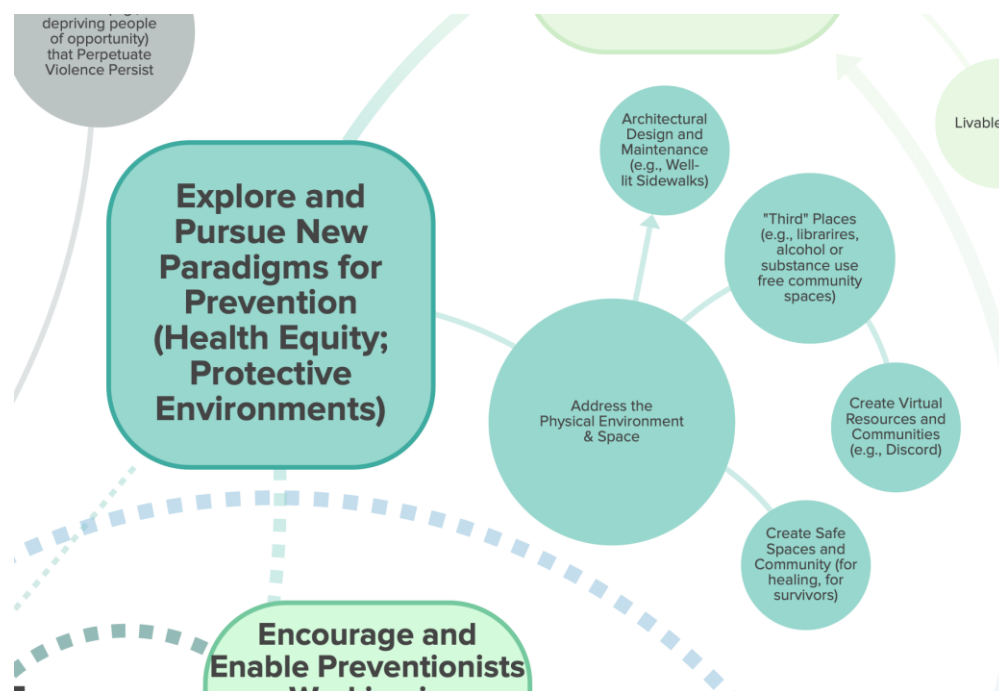 depriving people
of opportunity)
that Perpetuate
Violence Persist
Explore and
Pursue New
Paradigms for
Prevention
(Health Equity;
Protective
Environments)
Architectural
Design and
Maintenance
(e.g., Well-
lit Sidewalks)
Livable
"Third" Places
(e.g., librarires,
alcohol or
substance use
free community
spaces)
Address the
Physical Environment
& Space
Create Virtual
Resources and
Communities
(e.g., Discord)
Create Safe
Spaces and
Community (for
healing, for
survivors)
Encourage and
Enable Preventionists